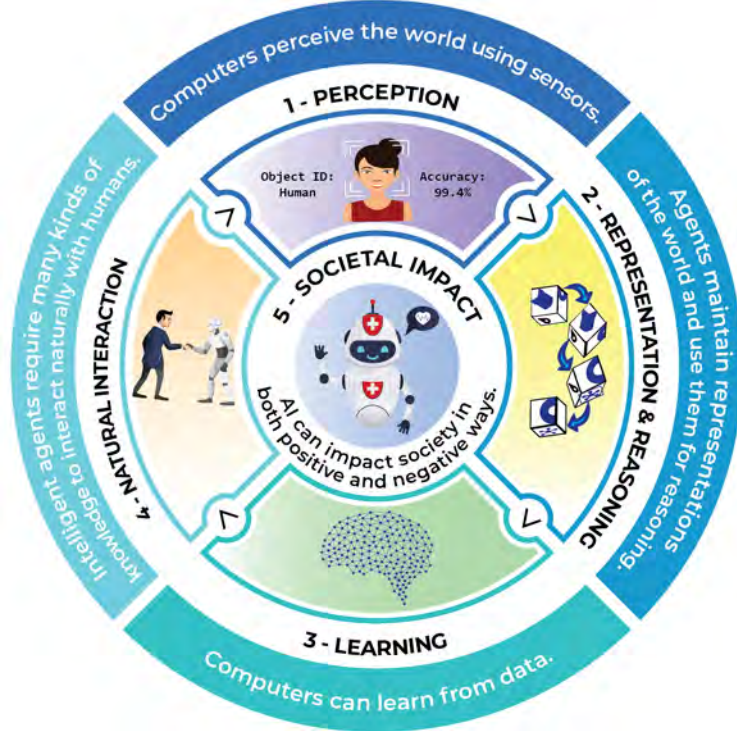 Computers perceive the world using sensors.
1 - PERCEPTION
Object ID:
Human
Accuracy:
99.4%
Agents maintain representations
of the world and use them for reasoning.
2 - REPRESENTATION & REASONING
3 - LEARNING
Computers can learn from data.
Intelligent agents require many kinds of
knowledge to interact naturally with humans.
4 - NATURAL INTERACTION
5 - SOCIETAL IMPACT
AI can impact society in
both positive and negative ways.